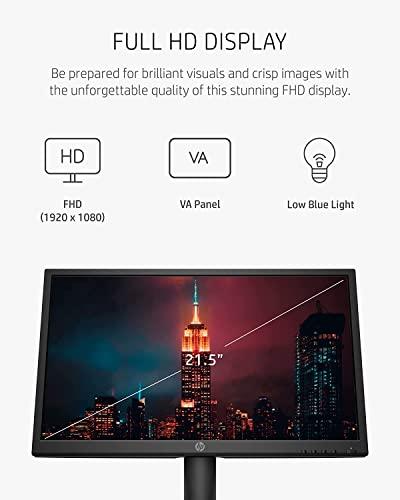 FULL HD DISPLAY
Be prepared for brilliant visuals and crisp images with
the unforgettable quality of this stunning FHD display.
HD
VA
FHD
(1920 x 1080)
VA Panel
Low Blue Light
21.5"
hp